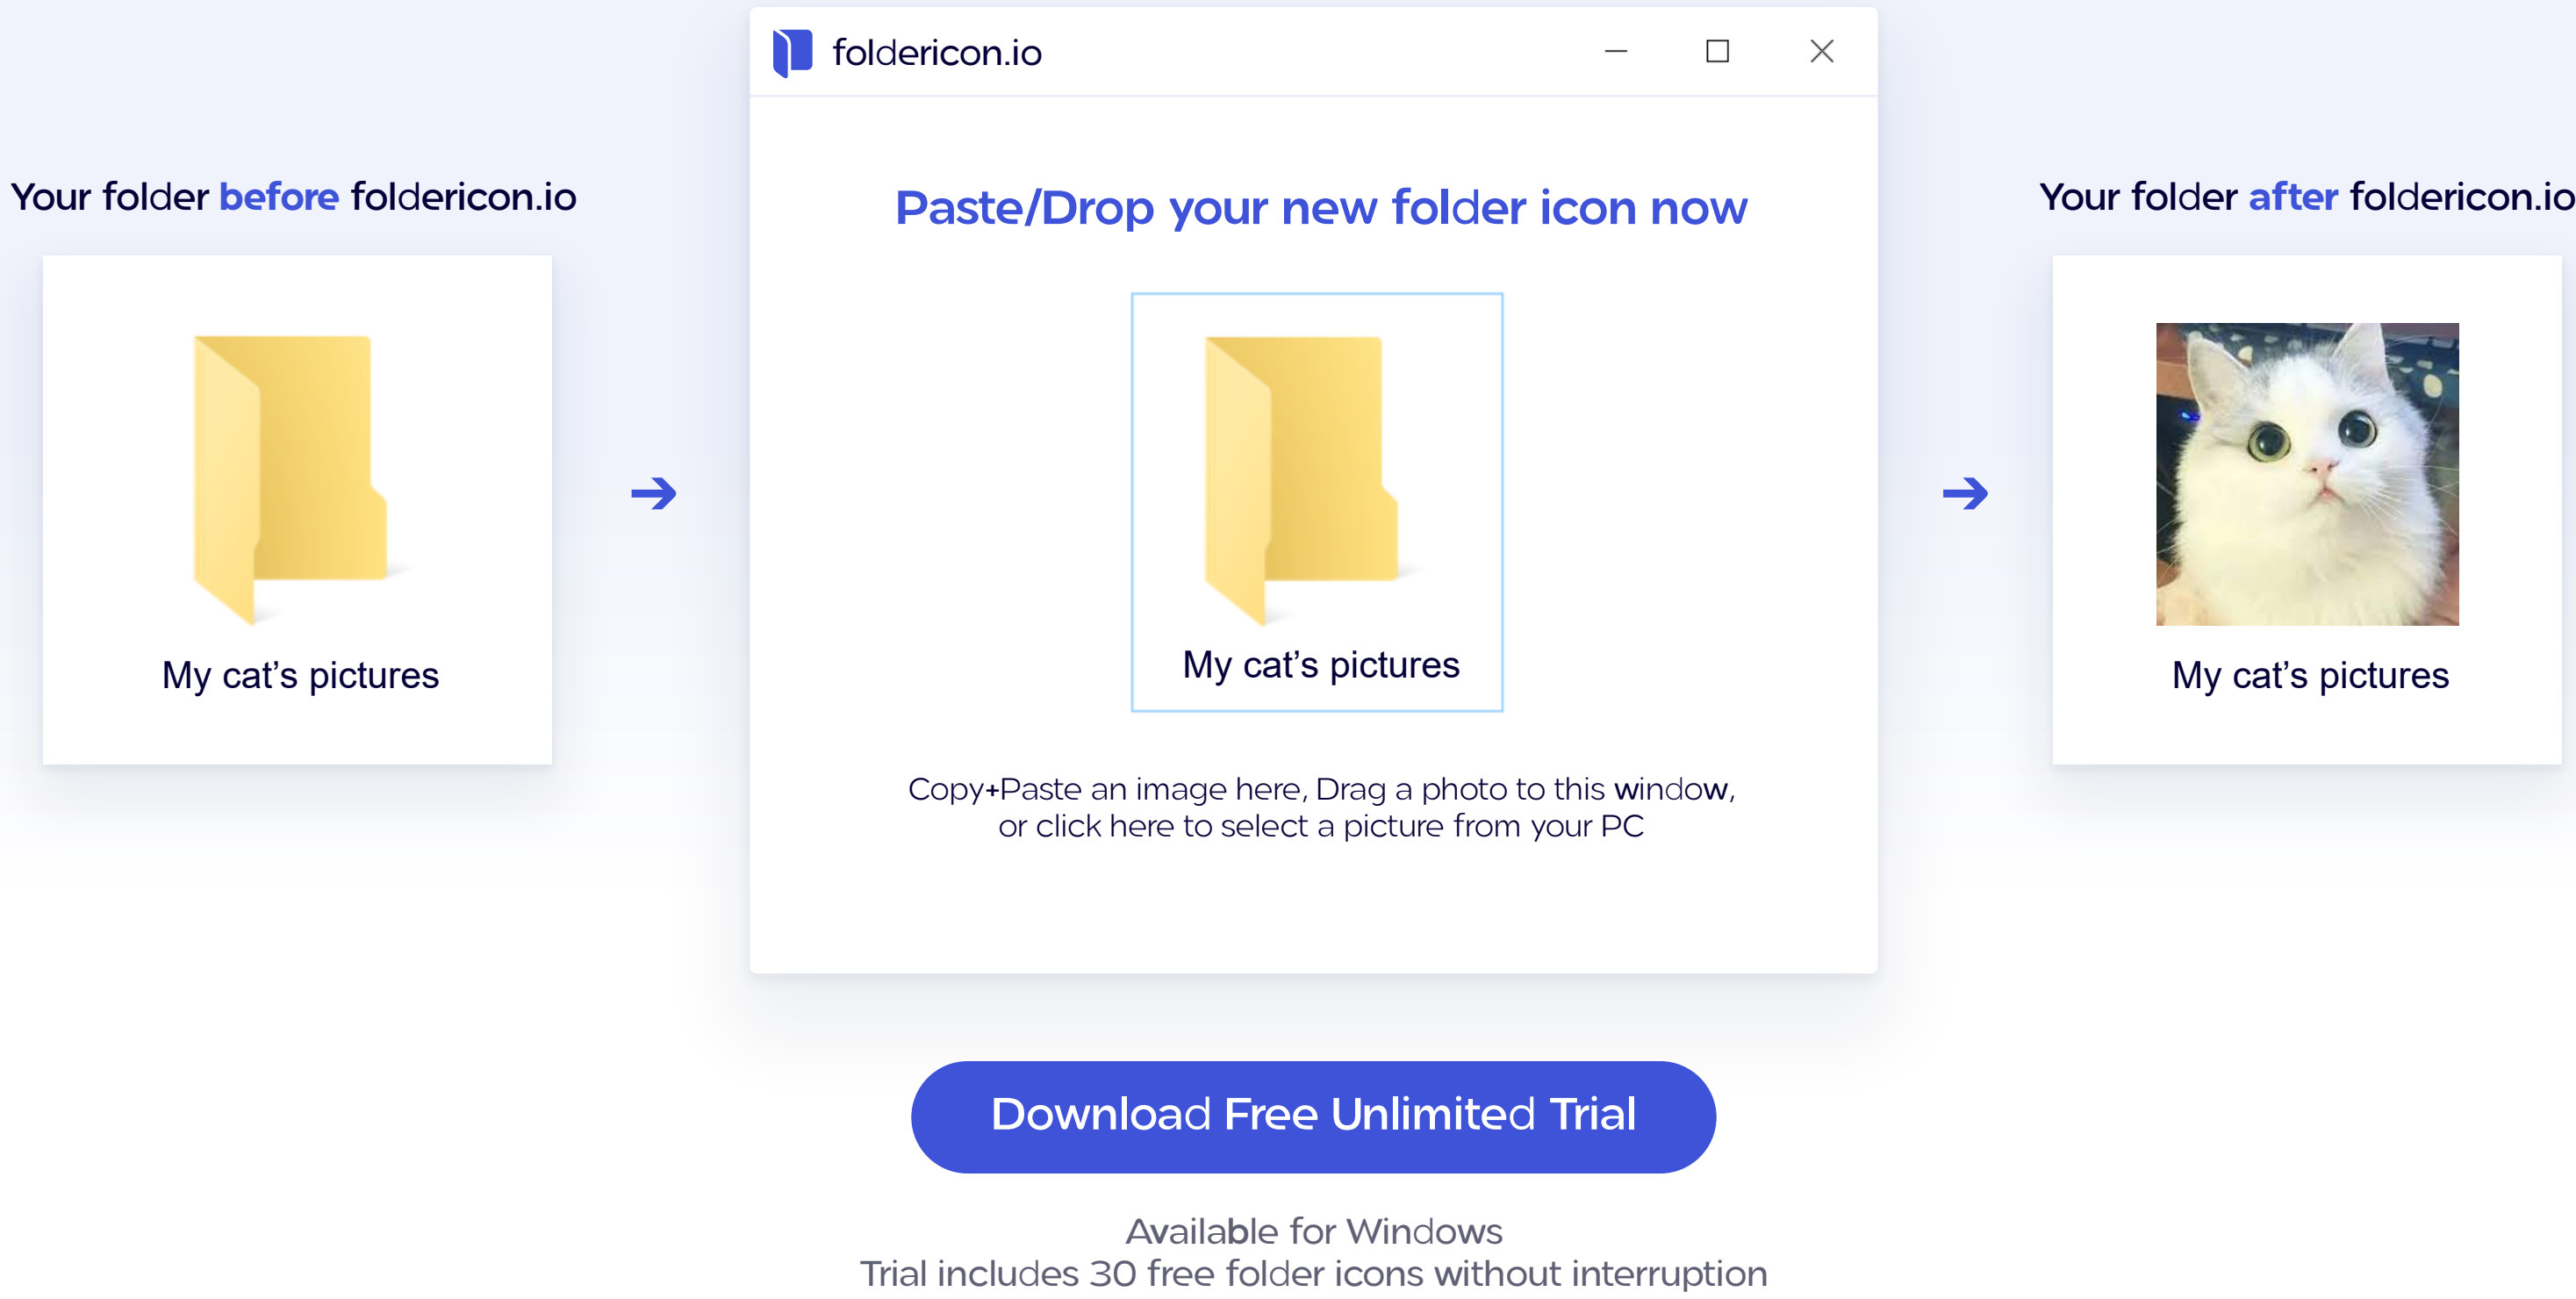 foldericon.io
Your folder before foldericon.io
My cat’s pictures
Paste/Drop your new folder icon now
My cat’s pictures
Copy+Paste an image here, Drag a photo to this window,
or click here to select a picture from your PC
Your folder after foldericon.io
My cat’s pictures
Download Free Unlimited Trial
Available for Windows
Trial includes 30 free folder icons without interruption